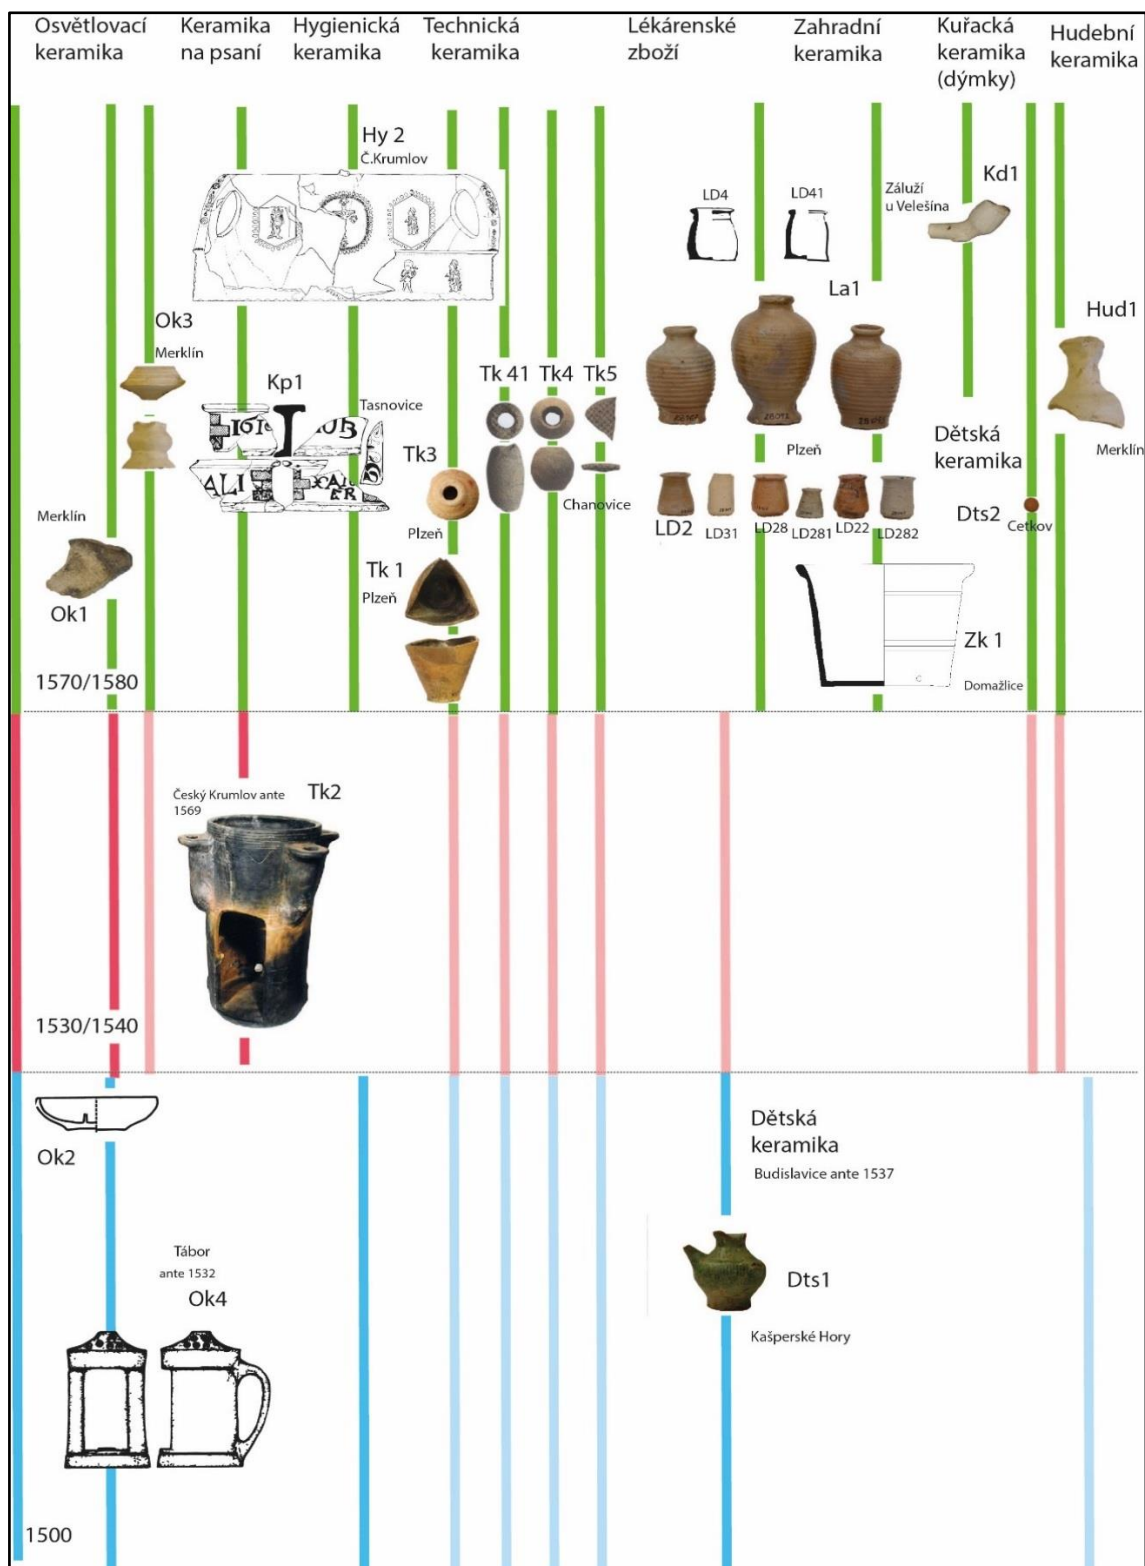 Osvětlovací
keramika
Keramika
na psaní
Hygienická
keramika
Technická
keramika
Lékárenské
zboží
Zahradní
keramika
Kuřacká
keramika
(dýmky)
Hudební
keramika
Hy 2
Č.Krumlov
LD4
LD41
Záluží
u Velešína
Kd1
La1
Hud1
Ok3
Merklín
Kp1
Tasnovice
Tk 41
Tk4
Tk5
Tk3
Plzeň
Chanovice
Plzeň
Merklín
Dětská
keramika
Merklín
Ok1
Tk 1
Plzeň
LD2
LD31
LD28
LD281
LD22
LD282
Dts2
Cetkov
Zk 1
Domažlice
1570/1580
Český Krumlov ante
1569
Tk2
1530/1540
Ok2
Dětská
keramika
Budislavice ante 1537
Tábor
ante 1532
Ok4
Dts1
Kašperské Hory
1500